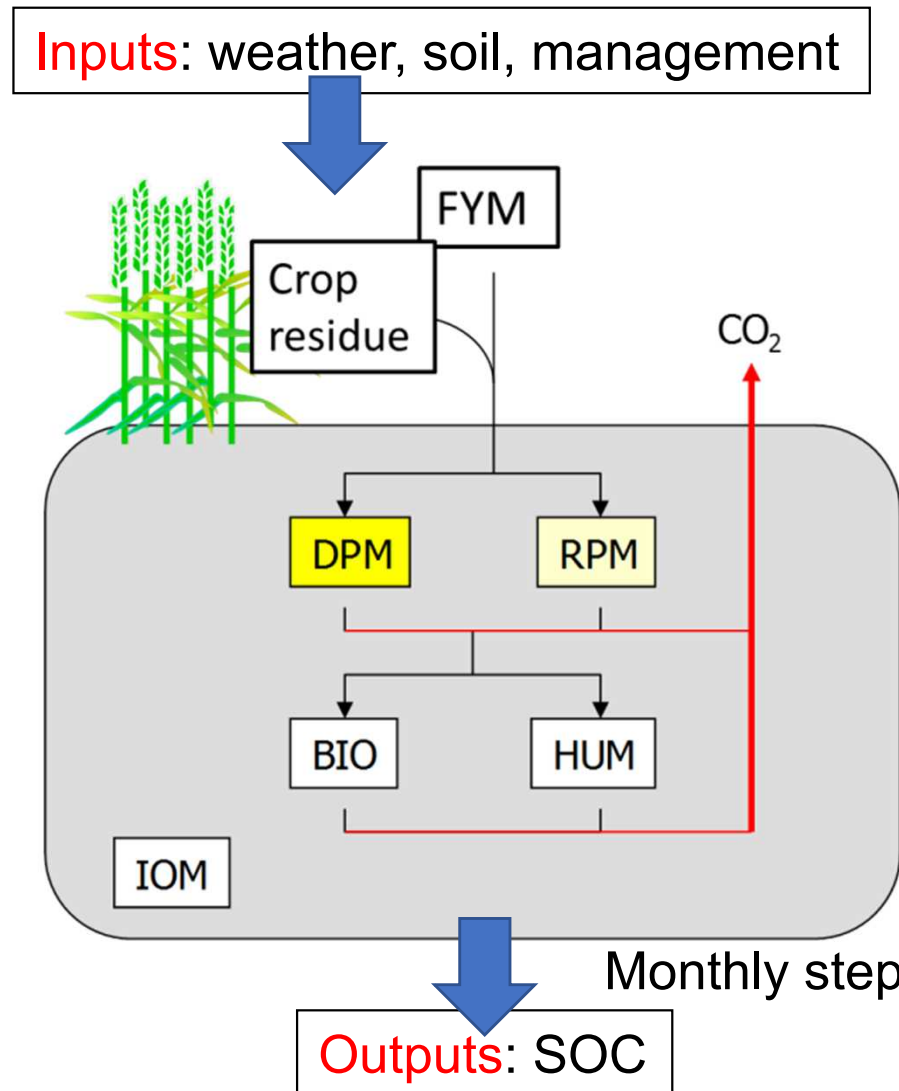 Inputs: weather, soil, management
FYM
Crop
residue
CO₂
DPM
RPM
BIO
HUM
IOM
Monthly step
Outputs: SOC